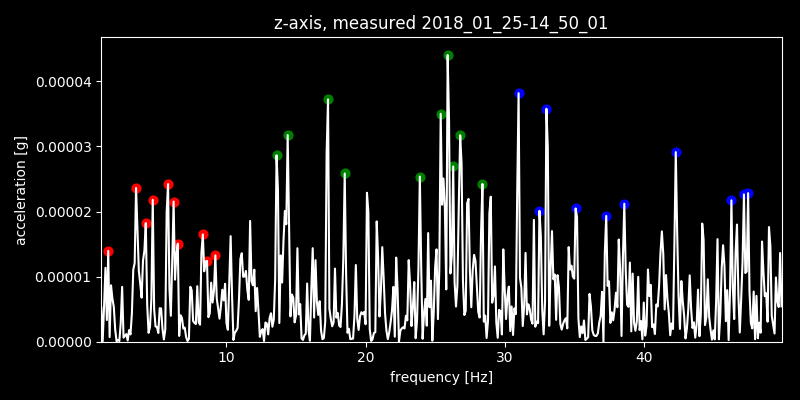 z-axis, measured 2018_01_25-14_50_01
0.00004
0.00003
0.00002
0.00001
0.00000
acceleration [g]
10 20 30 40
frequency [Hz]